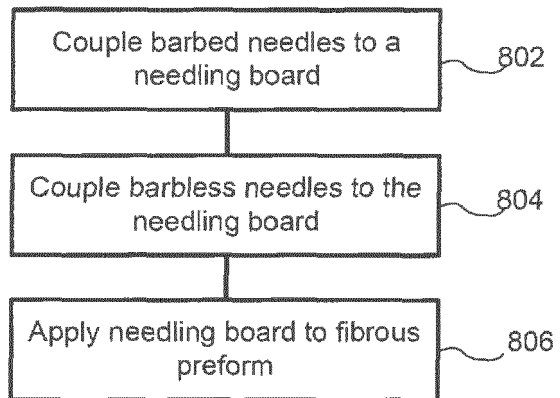 Couple barbed needles to a
needling board
802
Couple barbless needles to the
needling board
804
Apply needling board to fibrous
preform
806